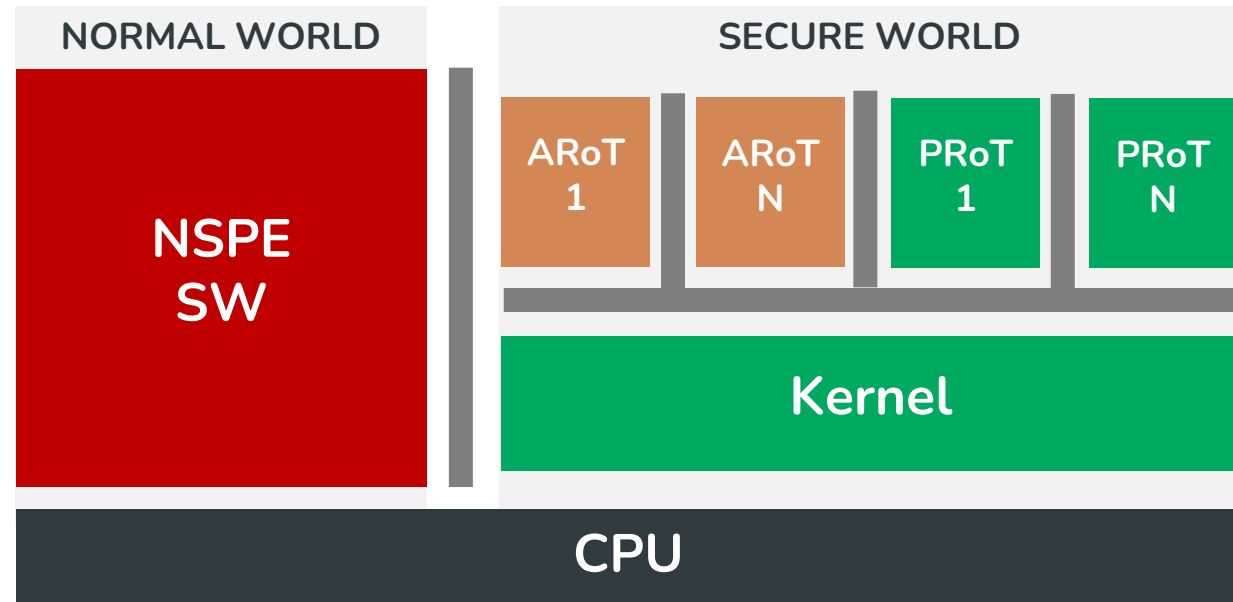 NORMAL WORLD
SECURE WORLD
NSPE
SW
ARoT
1
ARoT
N
PRoT
1
PRoT
N
Kernel
CPU